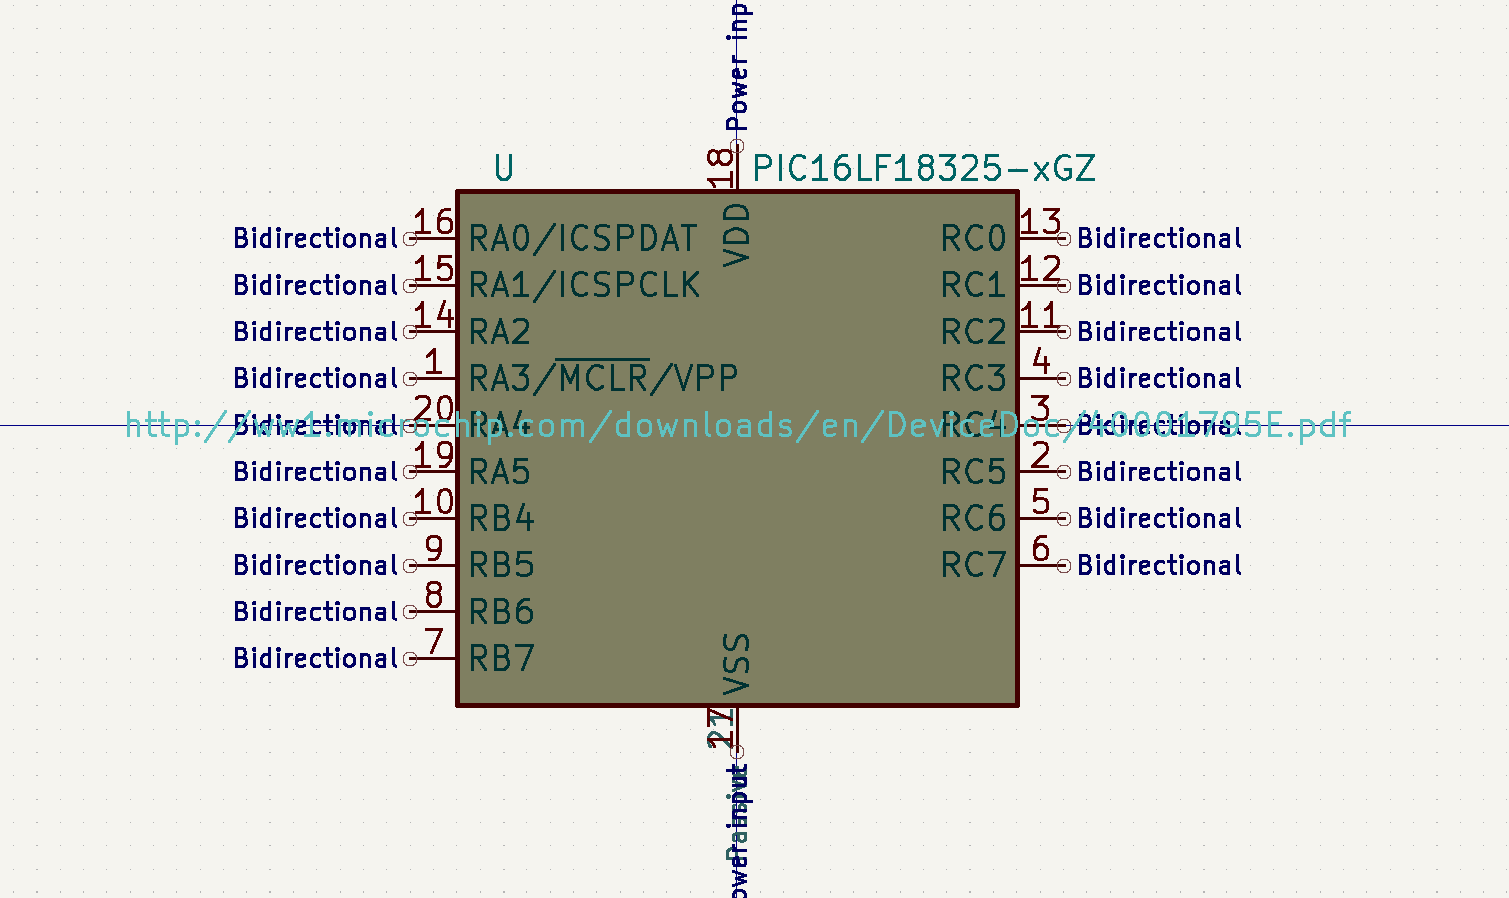 Power inp
18
U
PIC16LF18325-xGZ
VDD
Bidirectional 16 RA0/ICSPDAT RC0 13 Bidirectional
Bidirectional 15 RA1/ICSPCLK RC1 12 Bidirectional
Bidirectional 14 RA2 RC2 11 Bidirectional
Bidirectional 1 RA3/MCLR/VPP RC3 4 Bidirectional
Bidirectional 20 RA4 RC4 3 Bidirectional
http://ww1.microchip.com/downloads/en/DeviceDoc/40001795E.pdf
Bidirectional 19 RA5 RC5 2 Bidirectional
Bidirectional 10 RB4 RC6 5 Bidirectional
Bidirectional 9 RB5 RC7 6 Bidirectional
Bidirectional 8 RB6
Bidirectional 7 RB7
VSS
17
21
ower input
Passive